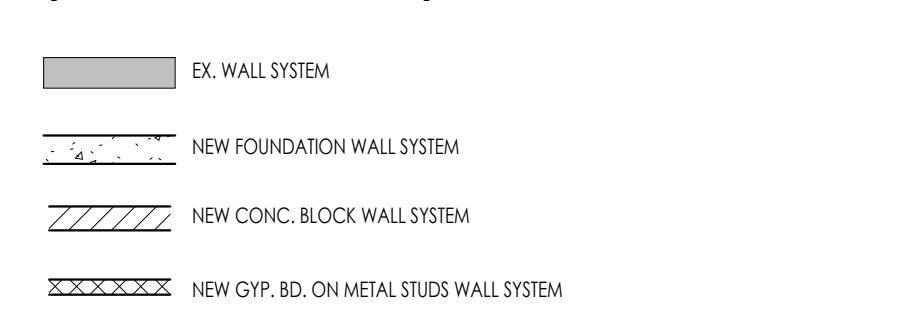 EX. WALL SYSTEM
NEW FOUNDATION WALL SYSTEM
NEW CONC. BLOCK WALL SYSTEM
NEW GYP. BD. ON METAL STUDS WALL SYSTEM